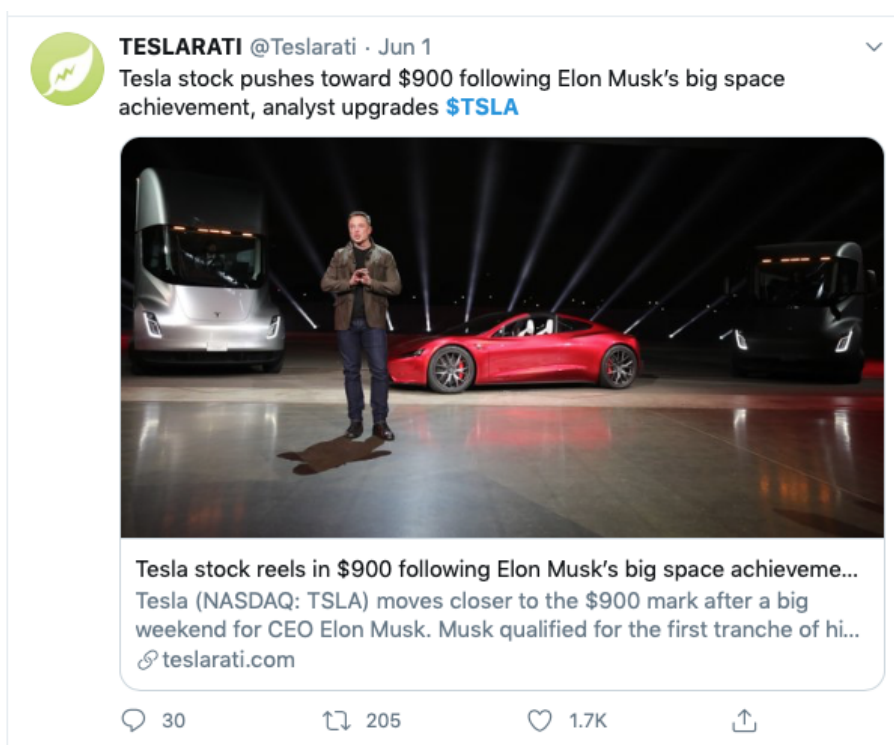 TESLARATI @Teslarati · Jun 1
Tesla stock pushes toward $900 following Elon Musk’s big space
achievement, analyst upgrades $TSLA
Tesla stock reels in $900 following Elon Musk’s big space achieveme...
Tesla (NASDAQ: TSLA) moves closer to the $900 mark after a big
weekend for CEO Elon Musk. Musk qualified for the first tranche of hi...
teslarati.com
30 205 1.7K